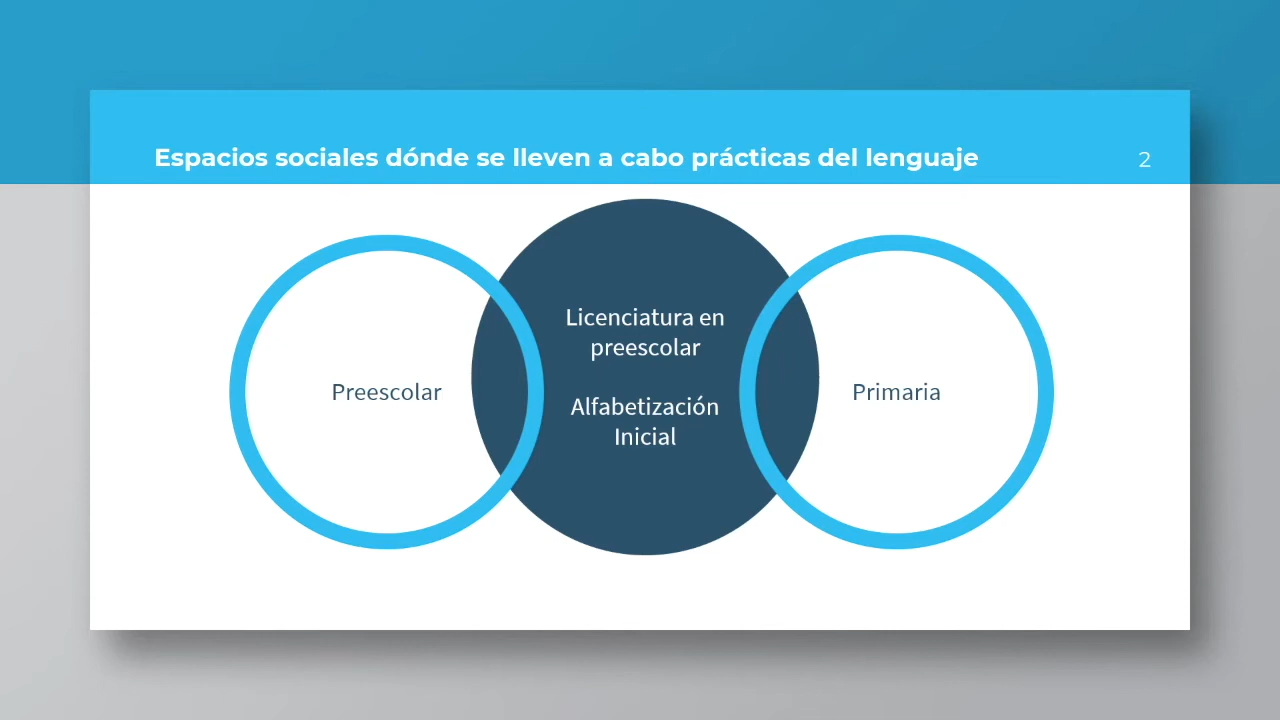 Espacios sociales dónde se lleven a cabo prácticas del lenguaje
2
Preescolar
Licenciatura en
preescolar
Alfabetización
Inicial
Primaria